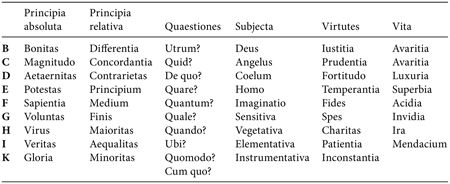 Principia absoluta Principia relativa Quaestiones Subjecta Virtutes Vita
B Bonitas Differentia Utrum? Deus Iustitia Avaritia
C Magnitudo Concordantia Quid? Angelus Prudentia Avaritia
D Aetaernitas Contrarietas De quo? Coelum Fortitudo Luxuria
E Potestas Principium Quare? Homo Temperantia Superbia
F Sapientia Medium Quantum? Imaginatio Fides Acidia
G Voluntas Finis Quale? Sensitiva Spes Invidia
H Virus Maioritas Quando? Vegetativa Charitas Ira
I Veritas Aequalitas Ubi? Elementativa Patientia Mendacium
K Gloria Minoritas Quomodo? Instrumentativa Inconstantia
Cum quo?